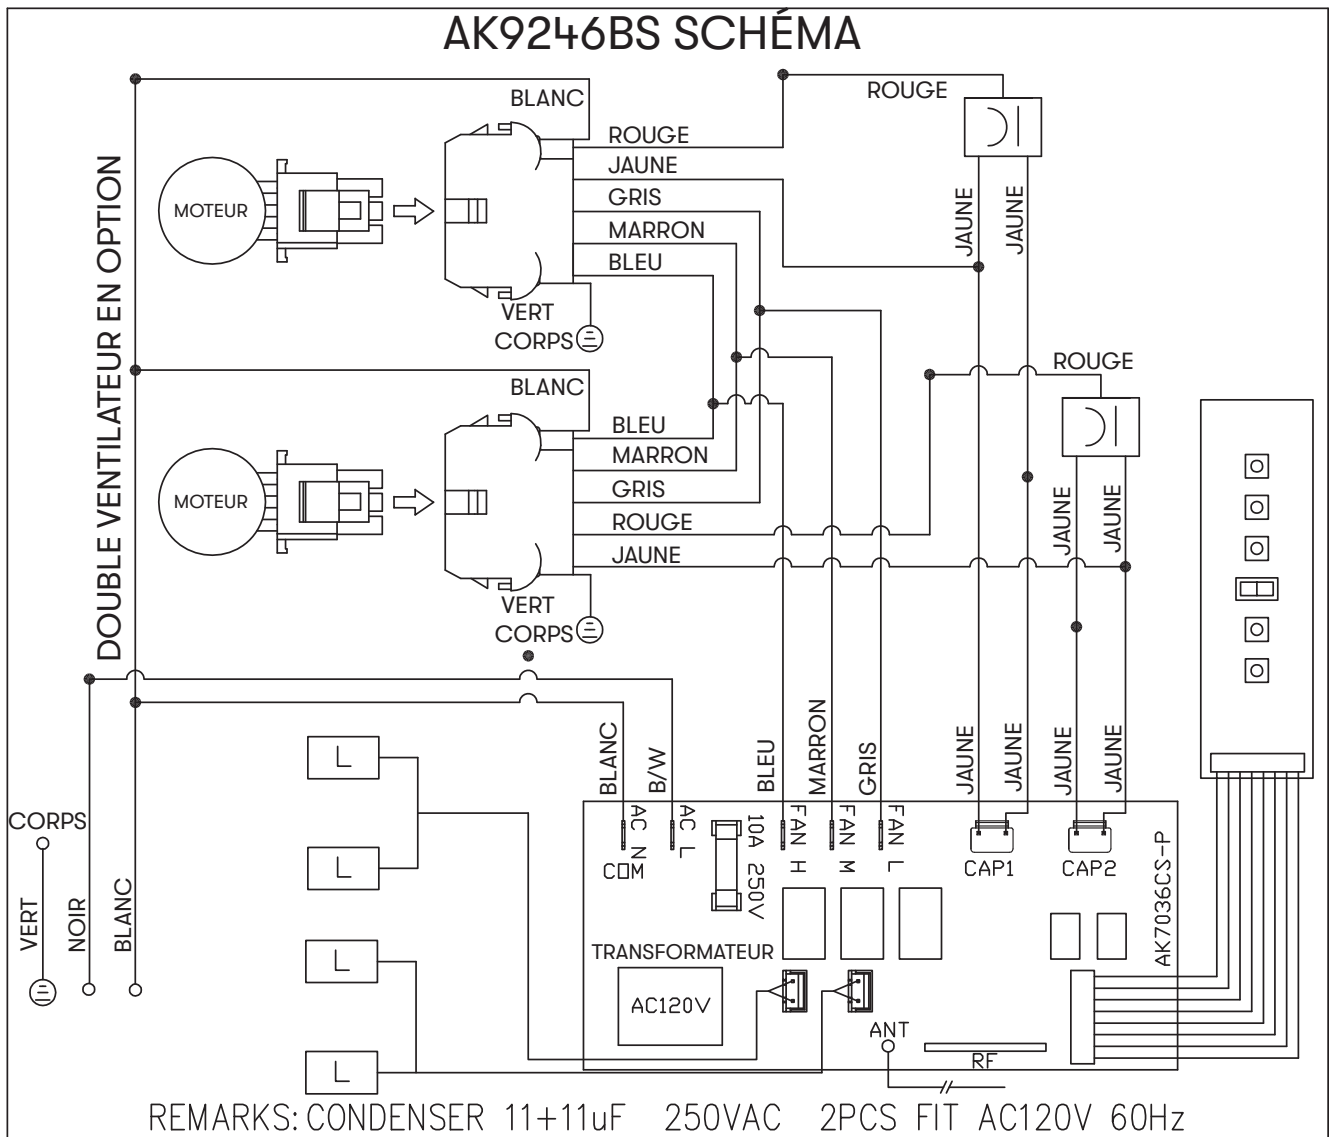 AK9246BS SCHÉMA
DOUBLE VENTILATEUR EN OPTION
BLANC
ROUGE
JAUNE
GRIS
MARRON
BLEU
VERT
CORPS
MOTEUR
ROUGE
JAUNE
JAUNE
BLANC
BLEU
MARRON
GRIS
ROUGE
JAUNE
VERT
CORPS
MOTEUR
ROUGE
JAUNE
JAUNE
BLANC
B/W
BLEU
MARRON
GRIS
JAUNE
JAUNE
JAUNE
JAUNE
L
L
L
L
CORPS
VERT
NOIR
BLANC
AC N
COM
AC L
10A 250V
FAN H
FAN M
FAN L
CAP1
CAP2
AK7036CS-P
TRANSFORMATEUR
AC120V
ANT
RF
REMARKS: CONDENSER 11+11uF 250VAC 2PCS FIT AC120V 60Hz